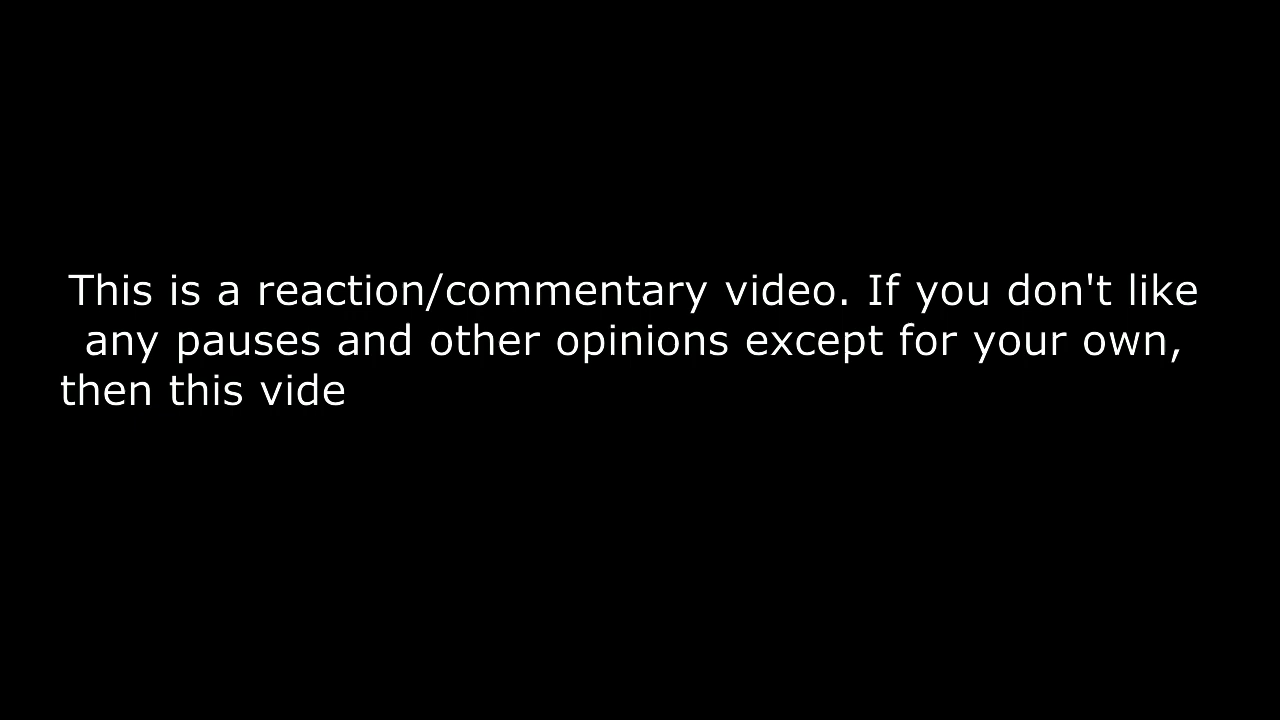 This is a reaction/commentary video. If you don't like
any pauses and other opinions except for your own,
then this vide